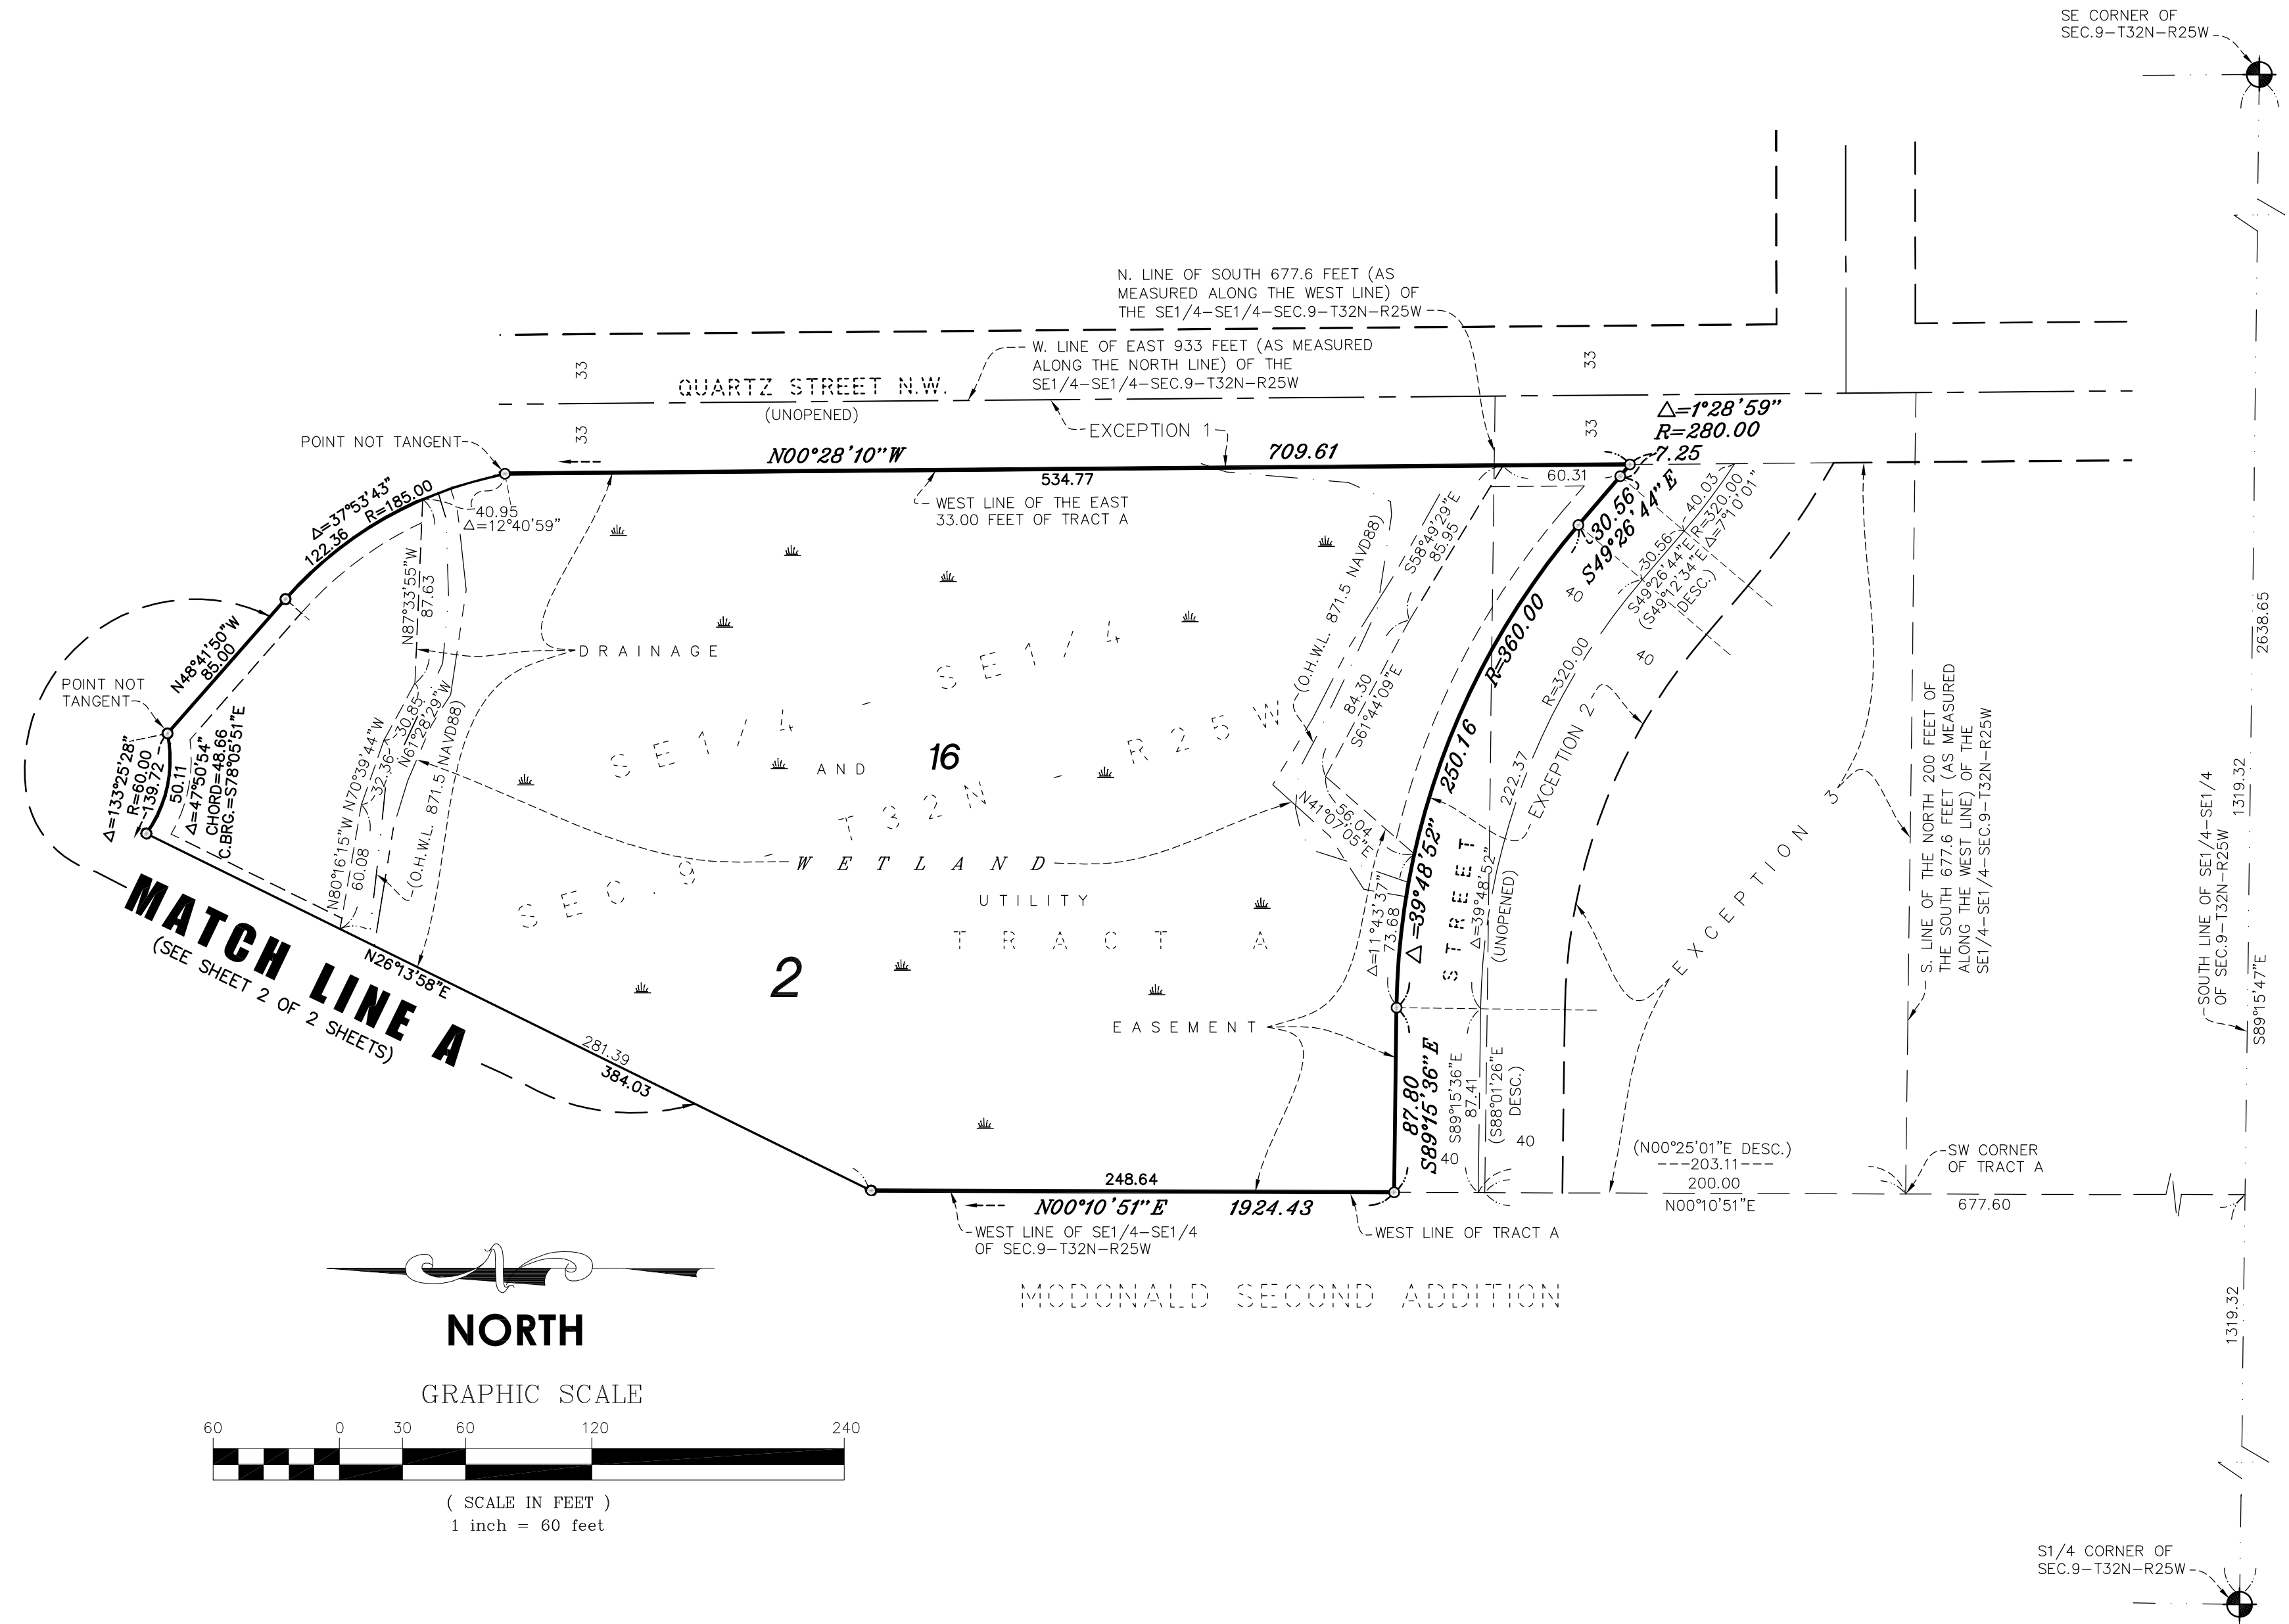 SE CORNER OF
SEC.9-T32N-R25W
N. LINE OF SOUTH 677.6 FEET (AS
MEASURED ALONG THE WEST LINE) OF
THE SE1/4-SE1/4-SEC.9-T32N-R25W
W. LINE OF EAST 933 FEET (AS MEASURED
ALONG THE NORTH LINE) OF THE
SE1/4-SE1/4-SEC.9-T32N-R25W
33
33
QUARTZ STREET N.W.
(UNOPENED)
33
33
EXCEPTION 1
POINT NOT TANGENT
N00°28'10"W
709.61
534.77
WEST LINE OF THE EAST
33.00 FEET OF TRACT A
Δ=1°28'59"
R=280.00
7.25
60.31
30.56
S49°26'44"E
40.03
R=320.00
Δ=7°10'01"
30.56
S49°26'44"E
(S49°12'34"E
DESC.)
40
40
Δ=37°53'43"
R=185.00
122.36
40.95
Δ=12°40'59"
N87°33'55"W
87.63
DRAINAGE
N48°41'50"W
85.00
POINT NOT
TANGENT
Δ=133°25'28"
R=60.00
139.72
50.11
Δ=47°50'54"
CHORD=48.66
C.BRG.=S78°05'51"E
N80°16'15"W
60.08
N70°39'44"W
32.36
30.85
N61°28'29"W
(O.H.W.L. 871.5 NAVD88)
(O.H.W.L. 871.5 NAVD88)
S58°49'29"E
85.95
84.30
S61°44'09"E
56.04
N41°07'05"E
R=360.00
250.16
Δ=39°48'52"
R=320.00
222.37
Δ=39°48'52"
EXCEPTION 2
STREET
(UNOPENED)
Δ=11°43'37"
73.68
SE1/4 - SE1/4
SEC. 9 - T32N - R25W
16
AND
WETLAND
UTILITY
TRACT A
2
EASEMENT
EXCEPTION 3
MATCH LINE A
(SEE SHEET 2 OF 2 SHEETS)
N26°13'58"E
281.39
384.03
87.80
S89°15'36"E
S89°15'36"E
87.41
(S88°01'26"E
DESC.)
40
40
248.64
N00°10'51"E
1924.43
WEST LINE OF SE1/4-SE1/4
OF SEC.9-T32N-R25W
WEST LINE OF TRACT A
(N00°25'01"E DESC.)
203.11
200.00
N00°10'51"E
SW CORNER
OF TRACT A
677.60
S. LINE OF THE NORTH 200 FEET OF
THE SOUTH 677.6 FEET (AS MEASURED
ALONG THE WEST LINE) OF THE
SE1/4-SE1/4-SEC.9-T32N-R25W
SOUTH LINE OF SE1/4-SE1/4
OF SEC.9-T32N-R25W
1319.32
2638.65
S89°15'47"E
1319.32
MCDONALD SECOND ADDITION
NORTH
GRAPHIC SCALE
60 0 30 60 120 240
( SCALE IN FEET )
1 inch = 60 feet
S1/4 CORNER OF
SEC.9-T32N-R25W